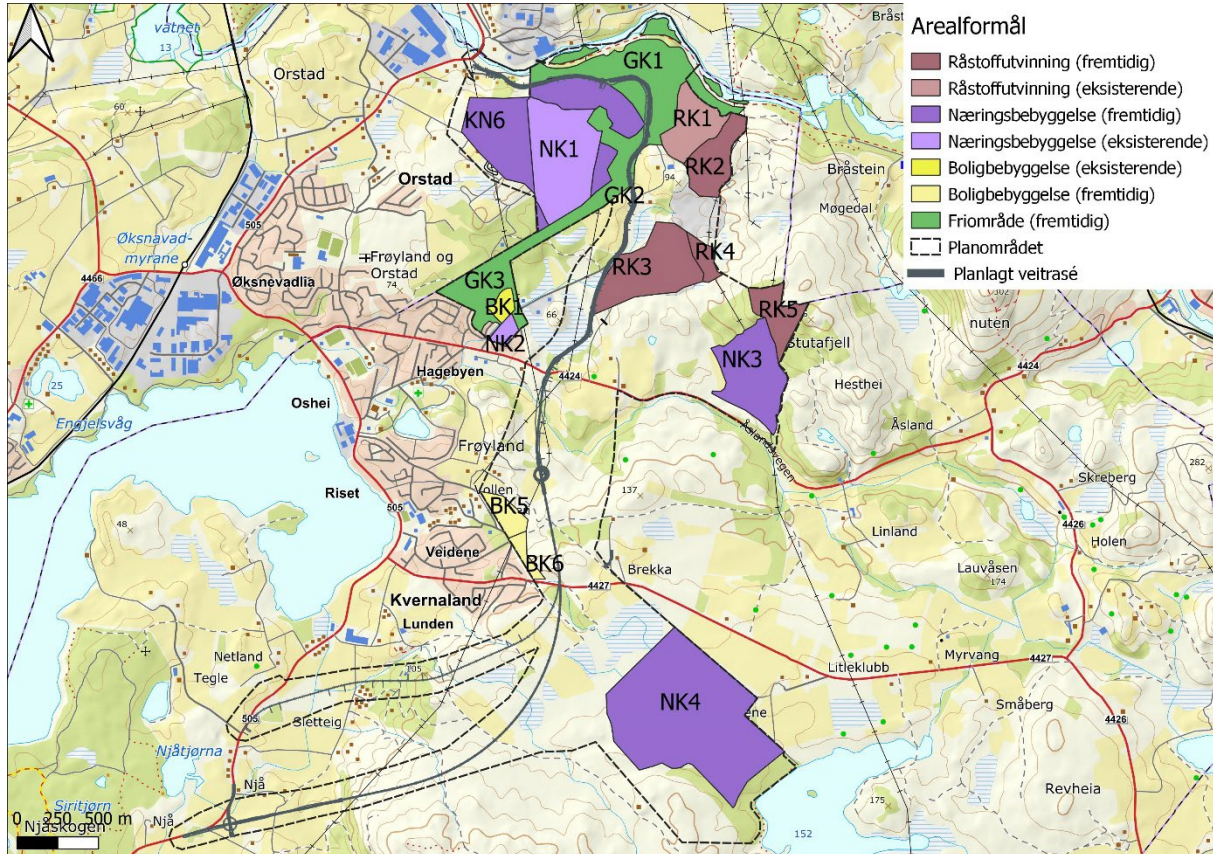 vatnet
13
Orstad
60
Bråst
Arealformål
Råstoffutvinning (fremtidig)
Råstoffutvinning (eksisterende)
Næringsbebyggelse (fremtidig)
Næringsbebyggelse (eksisterende)
Boligbebyggelse (eksisterende)
Boligbebyggelse (fremtidig)
Friområde (fremtidig)
Planområdet
Planlagt veitrasé
GK1
KN6
NK1
RK1
RK2
94
Bråstein
Møgedal
Orstad
505
GK2
Øksnavad-
myrane
4466
Øksnevadlia
Frøyland og
Orstad
74
GK3
BK1
NK2
66
RK3
RK4
RK5
302
nuten
Stutafjell
NK3
Hesthei
4424
Hagebyen
4424
25
Engjelsvåg
Oshei
Åsland
Åslandsvegen
Frøyland
Skreberg
282
Riset
48
505
Vollen
BK5
137
4426
Linland
Holen
Veidene
BK6
Brekka
Lauvåsen
174
4427
Kvernaland
Lunden
Netland
Tegle
105
Litleklubb
Myrvang
4427
Småberg
NK4
ene
4426
505
Sletteig
Njåtjørna
Njå
Revheia
175
Siritjørn
Njå
0 250 500 m
Njåskogen
152